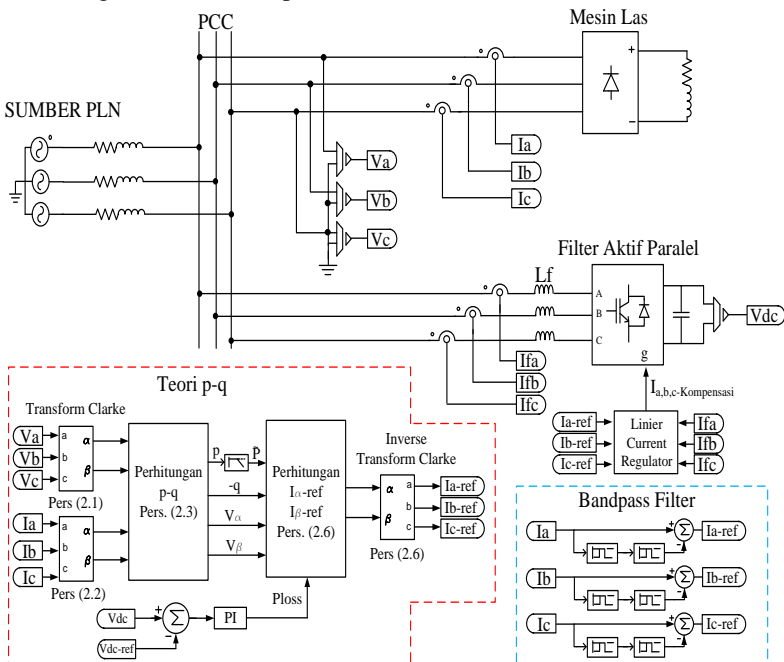 Mesin Las
PCC
SUMBER PLN
+
−
Ia
Ib
Ic
Va
Vb
Vc
Filter Aktif Paralel
Lf
A
B
C
g
Vdc
Ifa
Ifb
Ifc
Ia,b,c-Kompensasi
Ia-ref
Ib-ref
Ic-ref
Linier
Current
Regulator
Ifa
Ifb
Ifc
Teori p-q
Transform Clarke
Va
Vb
Vc
a
b
c
α
β
Pers (2.1)
Ia
Ib
Ic
a
b
c
α
β
Pers (2.2)
Perhitungan
p-q
Pers. (2.3)
p
p̃
-q
Vα
Vβ
Perhitungan
Iα-ref
Iβ-ref
Pers. (2.6)
Inverse
Transform Clarke
α
β
a
b
c
Ia-ref
Ib-ref
Ic-ref
Pers (2.6)
Ploss
Vdc
+
Σ
−
Vdc-ref
PI
Bandpass Filter
Ia
+
Σ
-
Ia-ref
Ib
+
Σ
-
Ib-ref
Ic
+
Σ
-
Ic-ref